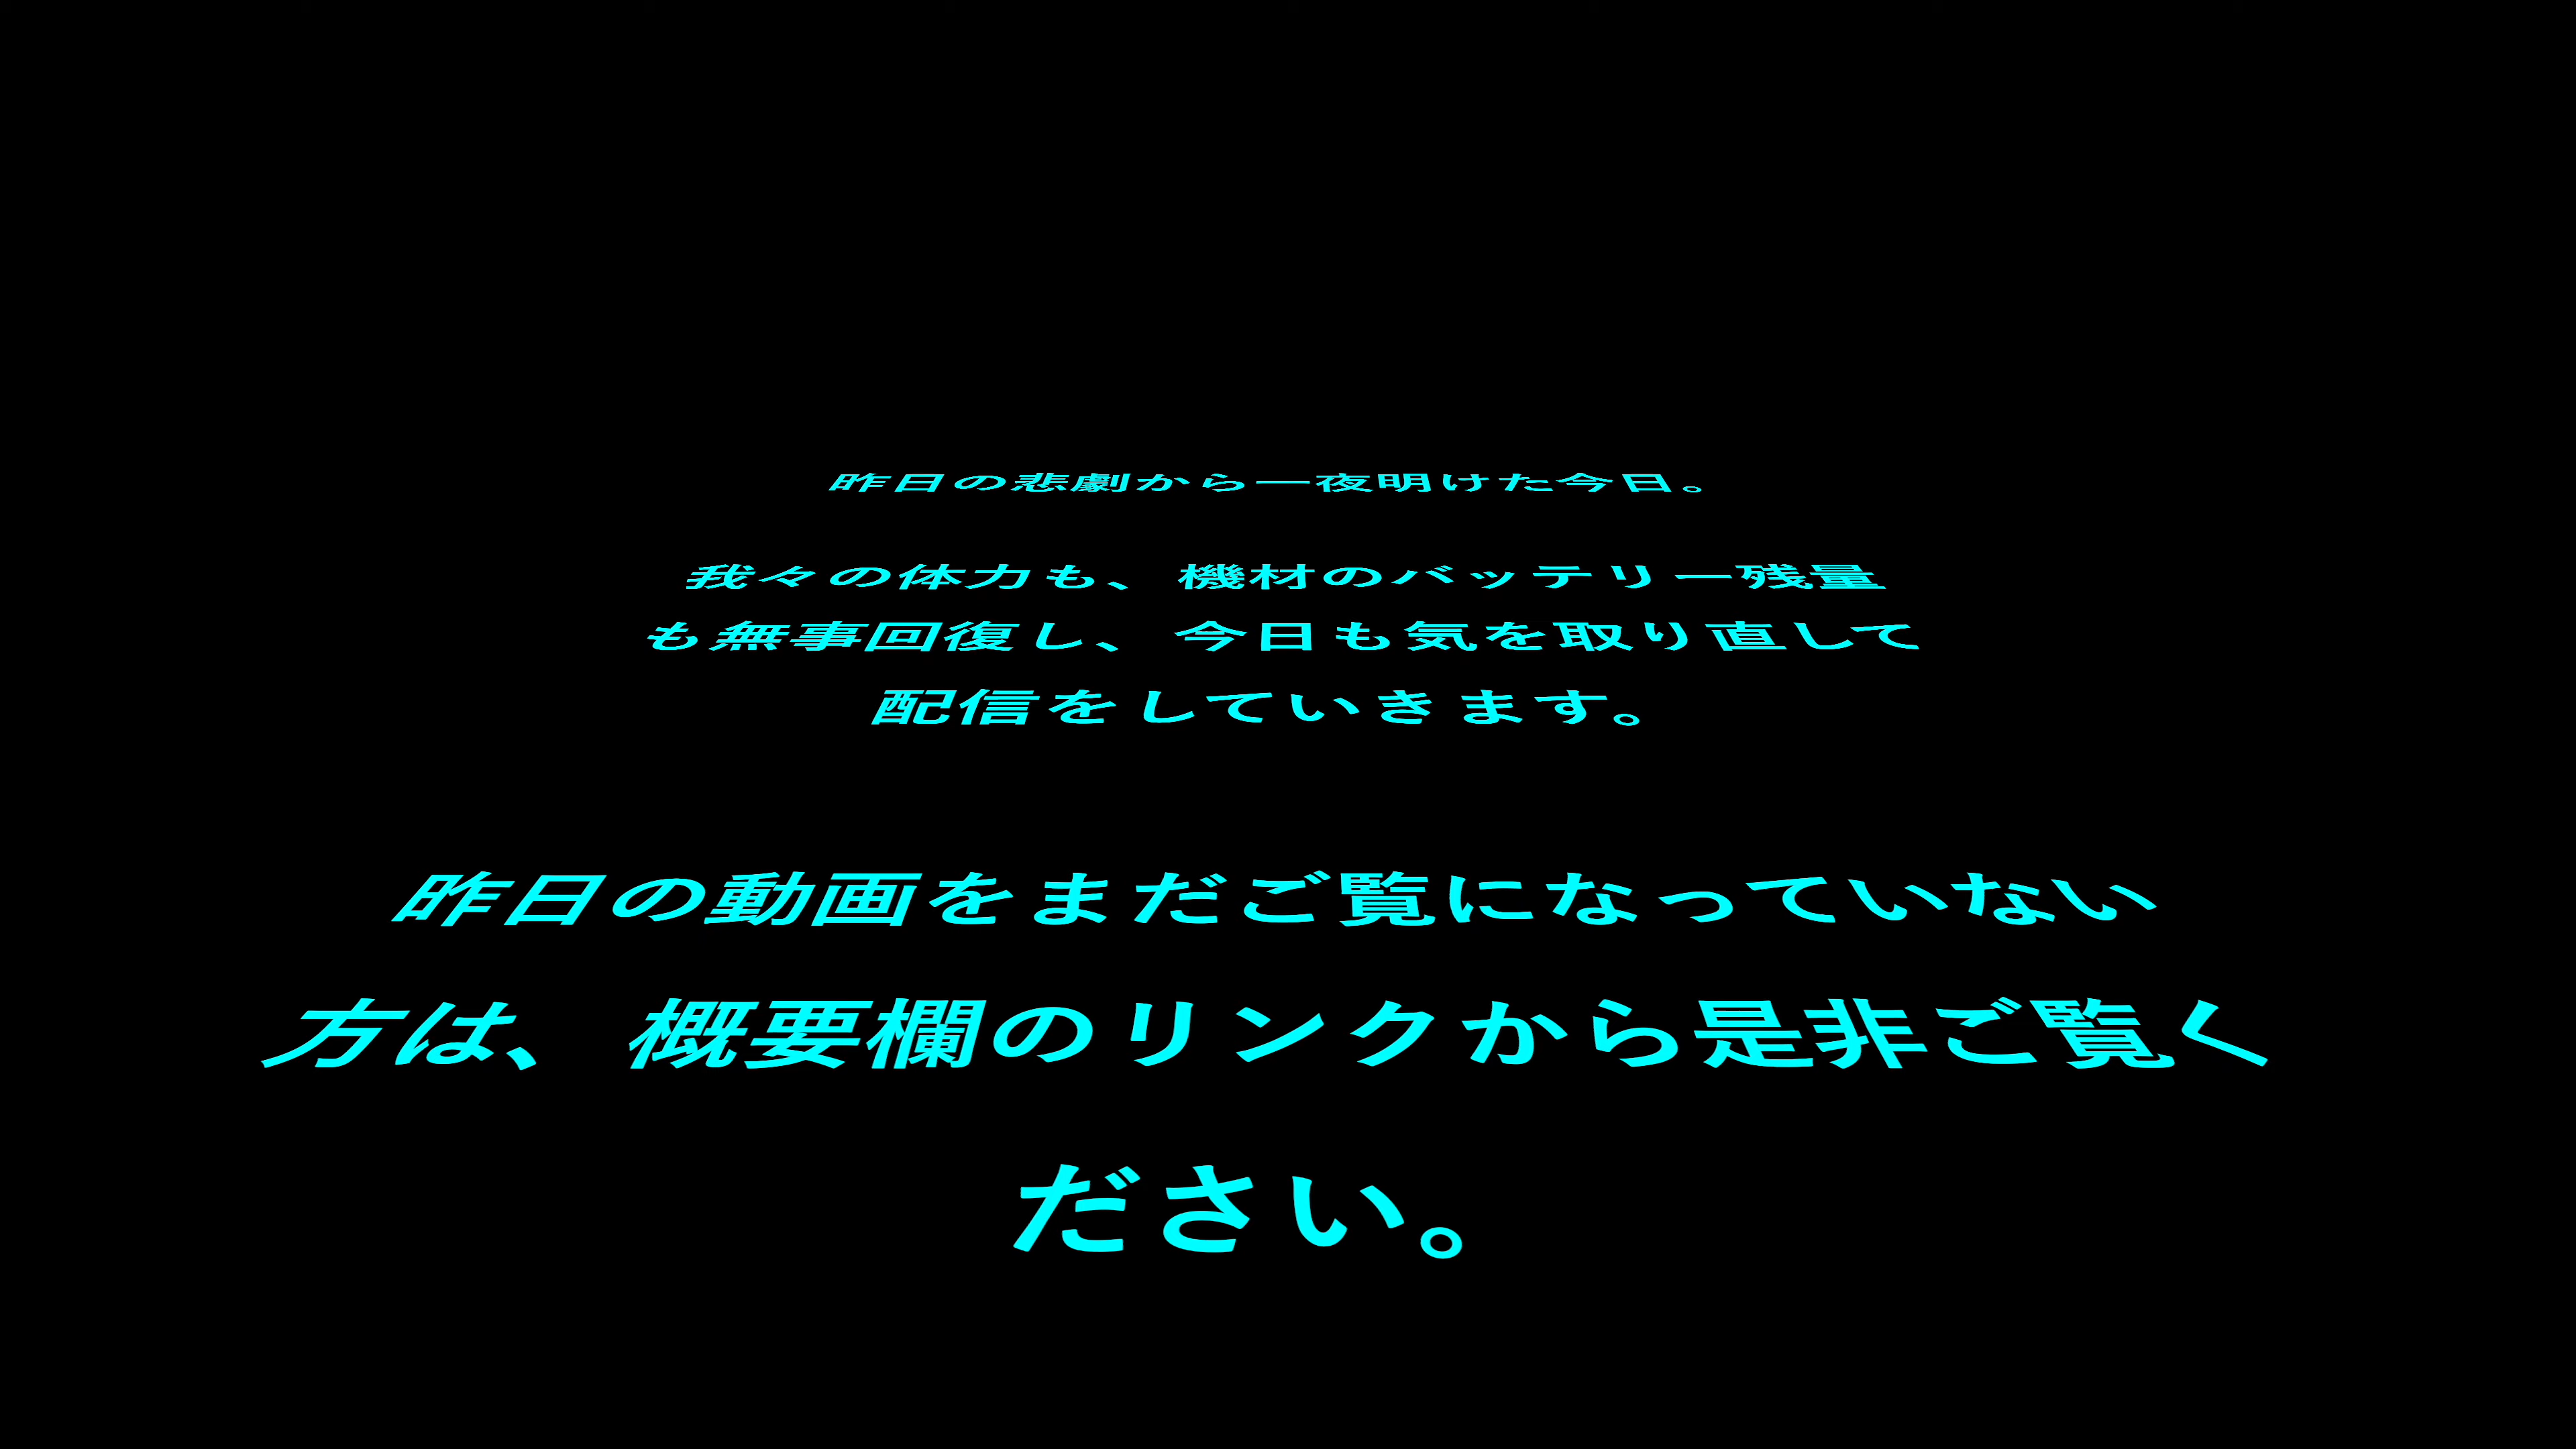 昨日の悲劇から一夜明けた今日。
我々の体力も、機材のバッテリー残量
も無事回復し、今日も気を取り直して
配信をしていきます。
昨日の動画をまだご覧になっていない
方は、概要欄のリンクから是非ご覧く
ださい。